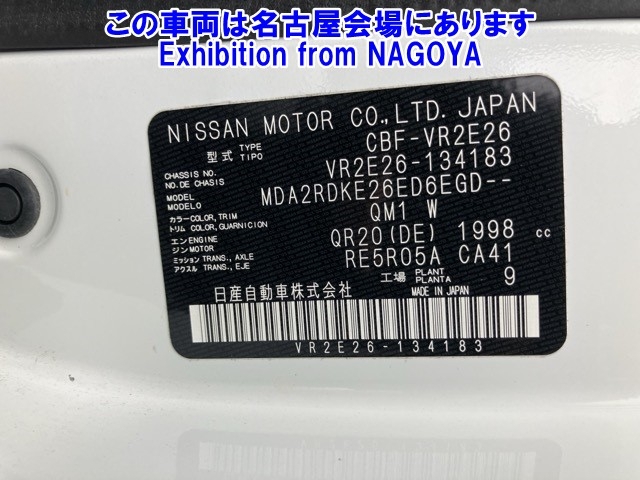 この車両は名古屋会場にあります
Exhibition from NAGOYA
NISSAN MOTOR CO.,LTD. JAPAN
型式 TYPE TIPO CBF-VR2E26
CHASSIS NO. NO.DE CHASSIS VR2E26-134183
MODEL MODELO MDA2RDKE26ED6EGD--
カラー COLOR, TRIM トリム COLOR, GUARNICION QM1 W
エンジン ENGINE MOTOR QR20(DE) 1998 cc
ミッション TRANS., AXLE アクスル TRANS., EJE RE5R05A CA41
工場 PLANT PLANTA 9
日産自動車株式会社 MADE IN JAPAN
VR2E26-134183